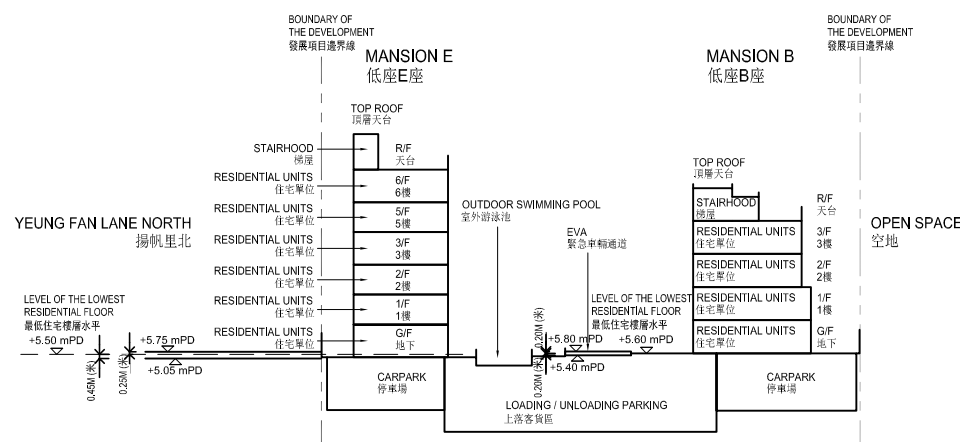 BOUNDARY OF
THE DEVELOPMENT
發展項目邊界線
BOUNDARY OF
THE DEVELOPMENT
發展項目邊界線
MANSION E
低座E座
MANSION B
低座B座
TOP ROOF
頂層天台
STAIRHOOD
梯屋
R/F
天台
RESIDENTIAL UNITS
住宅單位
6/F
6樓
RESIDENTIAL UNITS
住宅單位
5/F
5樓
RESIDENTIAL UNITS
住宅單位
3/F
3樓
RESIDENTIAL UNITS
住宅單位
2/F
2樓
RESIDENTIAL UNITS
住宅單位
1/F
1樓
RESIDENTIAL UNITS
住宅單位
G/F
地下
YEUNG FAN LANE NORTH
揚帆里北
LEVEL OF THE LOWEST
RESIDENTIAL FLOOR
最低住宅樓層水平
+5.50 mPD
+5.75 mPD
+5.05 mPD
0.45M (米)
0.25M (米)
OUTDOOR SWIMMING POOL
室外游泳池
EVA
緊急車輛通道
LEVEL OF THE LOWEST
RESIDENTIAL FLOOR
最低住宅樓層水平
+5.80 mPD
+5.60 mPD
+5.40 mPD
0.20M (米)
0.20M (米)
TOP ROOF
頂層天台
STAIRHOOD
梯屋
R/F
天台
RESIDENTIAL UNITS
住宅單位
3/F
3樓
RESIDENTIAL UNITS
住宅單位
2/F
2樓
RESIDENTIAL UNITS
住宅單位
1/F
1樓
RESIDENTIAL UNITS
住宅單位
G/F
地下
OPEN SPACE
空地
CARPARK
停車場
LOADING / UNLOADING PARKING
上落客貨區
CARPARK
停車場